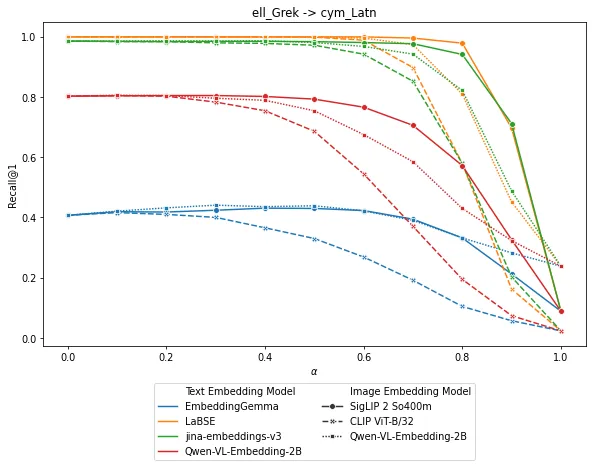 ell_Grek -> cym_Latn
Recall@1
1.0
0.8
0.6
0.4
0.2
0.0
0.0 0.2 0.4 0.6 0.8 1.0
α
Text Embedding Model
EmbeddingGemma
LaBSE
jina-embeddings-v3
Qwen-VL-Embedding-2B
Image Embedding Model
SigLIP 2 So400m
CLIP ViT-B/32
Qwen-VL-Embedding-2B